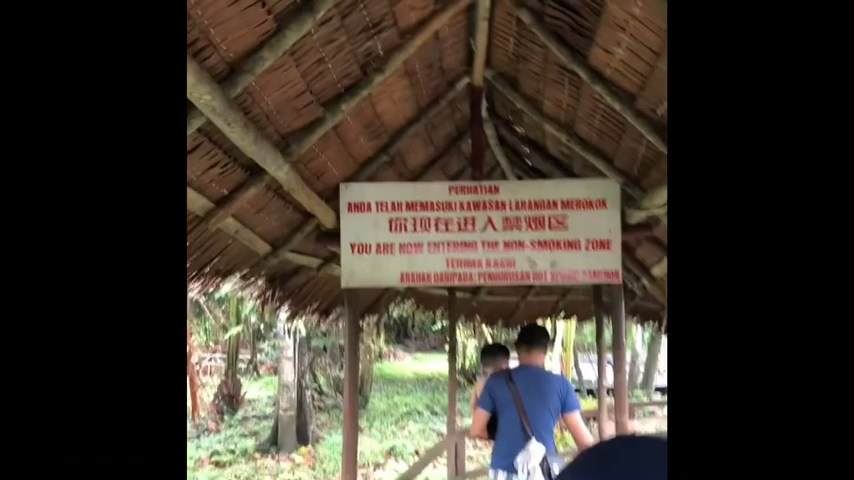 PERHATIAN
ANDA TELAH MEMASUKI KAWASAN LARANGAN MEROKOK
你现在进入禁烟区
YOU ARE NOW ENTERING THE NON-SMOKING ZONE
TERIMA KASIH
ARAHAN DARIPADA: PENGURUSAN HOT SPRING